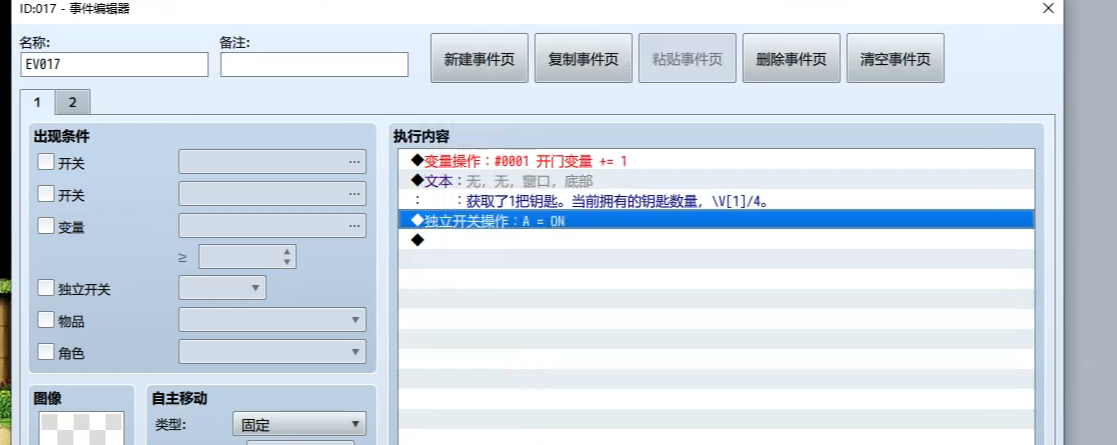 ID:017 - 事件编辑器
名称:
备注:
EV017
新建事件页
复制事件页
粘贴事件页
删除事件页
清空事件页
1
2
出现条件
开关
...
开关
...
变量
...
≥
独立开关
物品
角色
图像
自主移动
类型:
固定
执行内容
◆变量操作：#0001 开门变量 += 1
◆文本：无, 无, 窗口, 底部
：　　：获取了1把钥匙。当前拥有的钥匙数量, \V[1]/4。
◆独立开关操作：A = ON
◆